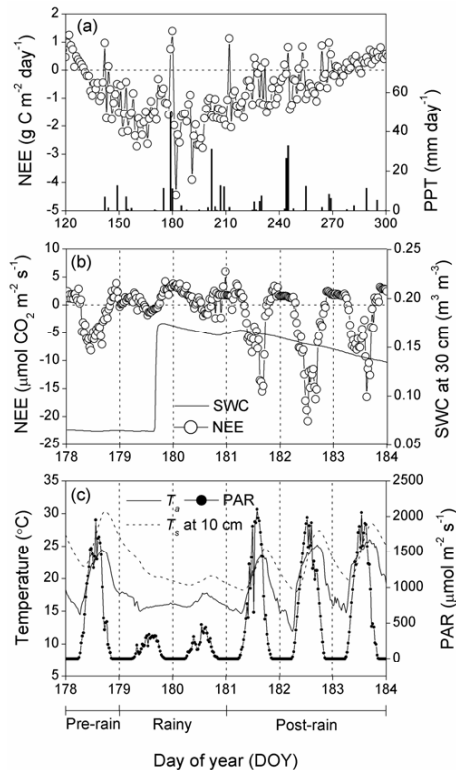 (a)
NEE (g C m-2 day-1)
2
1
0
-1
-2
-3
-4
-5
60
40
20
0
PPT (mm day-1)
120 150 180 210 240 270 300
(b)
NEE (μmol CO2 m-2 s-1)
10
5
0
-5
-10
-15
-20
-25
SWC
NEE
0.25
0.20
0.15
0.10
0.05
SWC at 30 cm (m3 m-3)
178 179 180 181 182 183 184
(c)
Ta PAR
Ts at 10 cm
Temperature (°C)
35
30
25
20
15
10
5
2500
2000
1500
1000
500
0
PAR (μmol m-2 s-1)
178 179 180 181 182 183 184
Pre-rain Rainy Post-rain
Day of year (DOY)